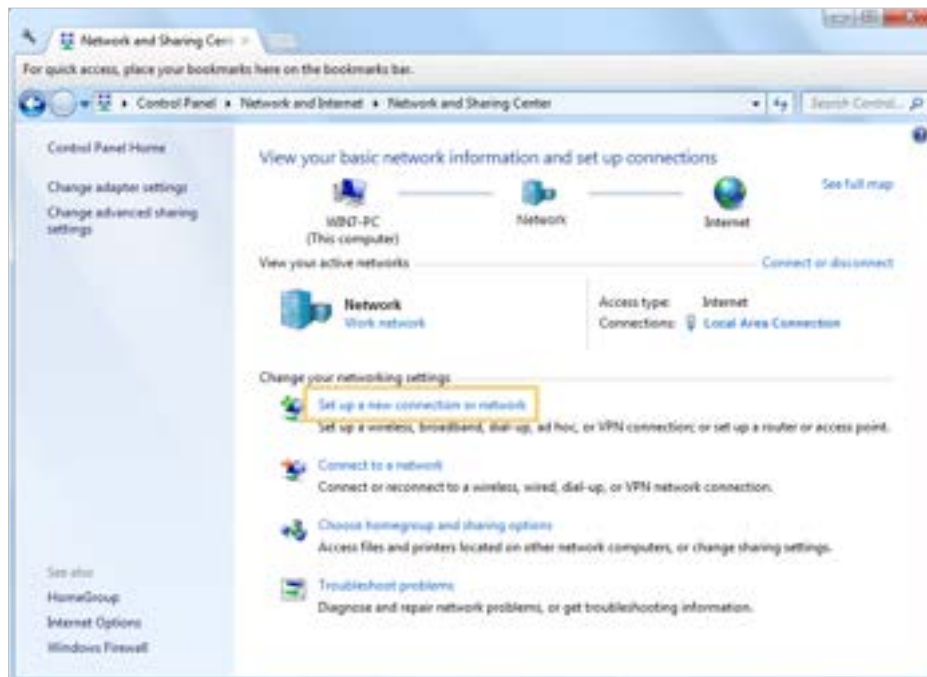 Network and Sharing Cen
For quick access, place your bookmarks here on the bookmarks bar.
Control Panel Network and Internet Network and Sharing Center
Search Control...
Control Panel Home
Change adapter settings
Change advanced sharing
settings
View your basic network information and set up connections
See full map
WIN7-PC
(This computer)
Network
Internet
View your active networks
Connect or disconnect
Network
Work network
Access type: Internet
Connections: Local Area Connection
Change your networking settings
Set up a new connection or network
Set up a wireless, broadband, dial-up, ad hoc, or VPN connection; or set up a router or access point.
Connect to a network
Connect or reconnect to a wireless, wired, dial-up, or VPN network connection.
Choose homegroup and sharing options
Access files and printers located on other network computers, or change sharing settings.
Troubleshoot problems
Diagnose and repair network problems, or get troubleshooting information.
See also
HomeGroup
Internet Options
Windows Firewall